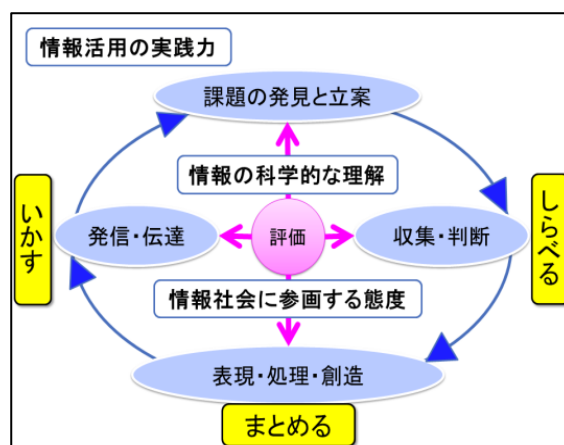 情報活用の実践力
課題の発見と立案
情報の科学的な理解
いかす
発信・伝達
評価
収集・判断
しらべる
情報社会に参画する態度
表現・処理・創造
まとめる